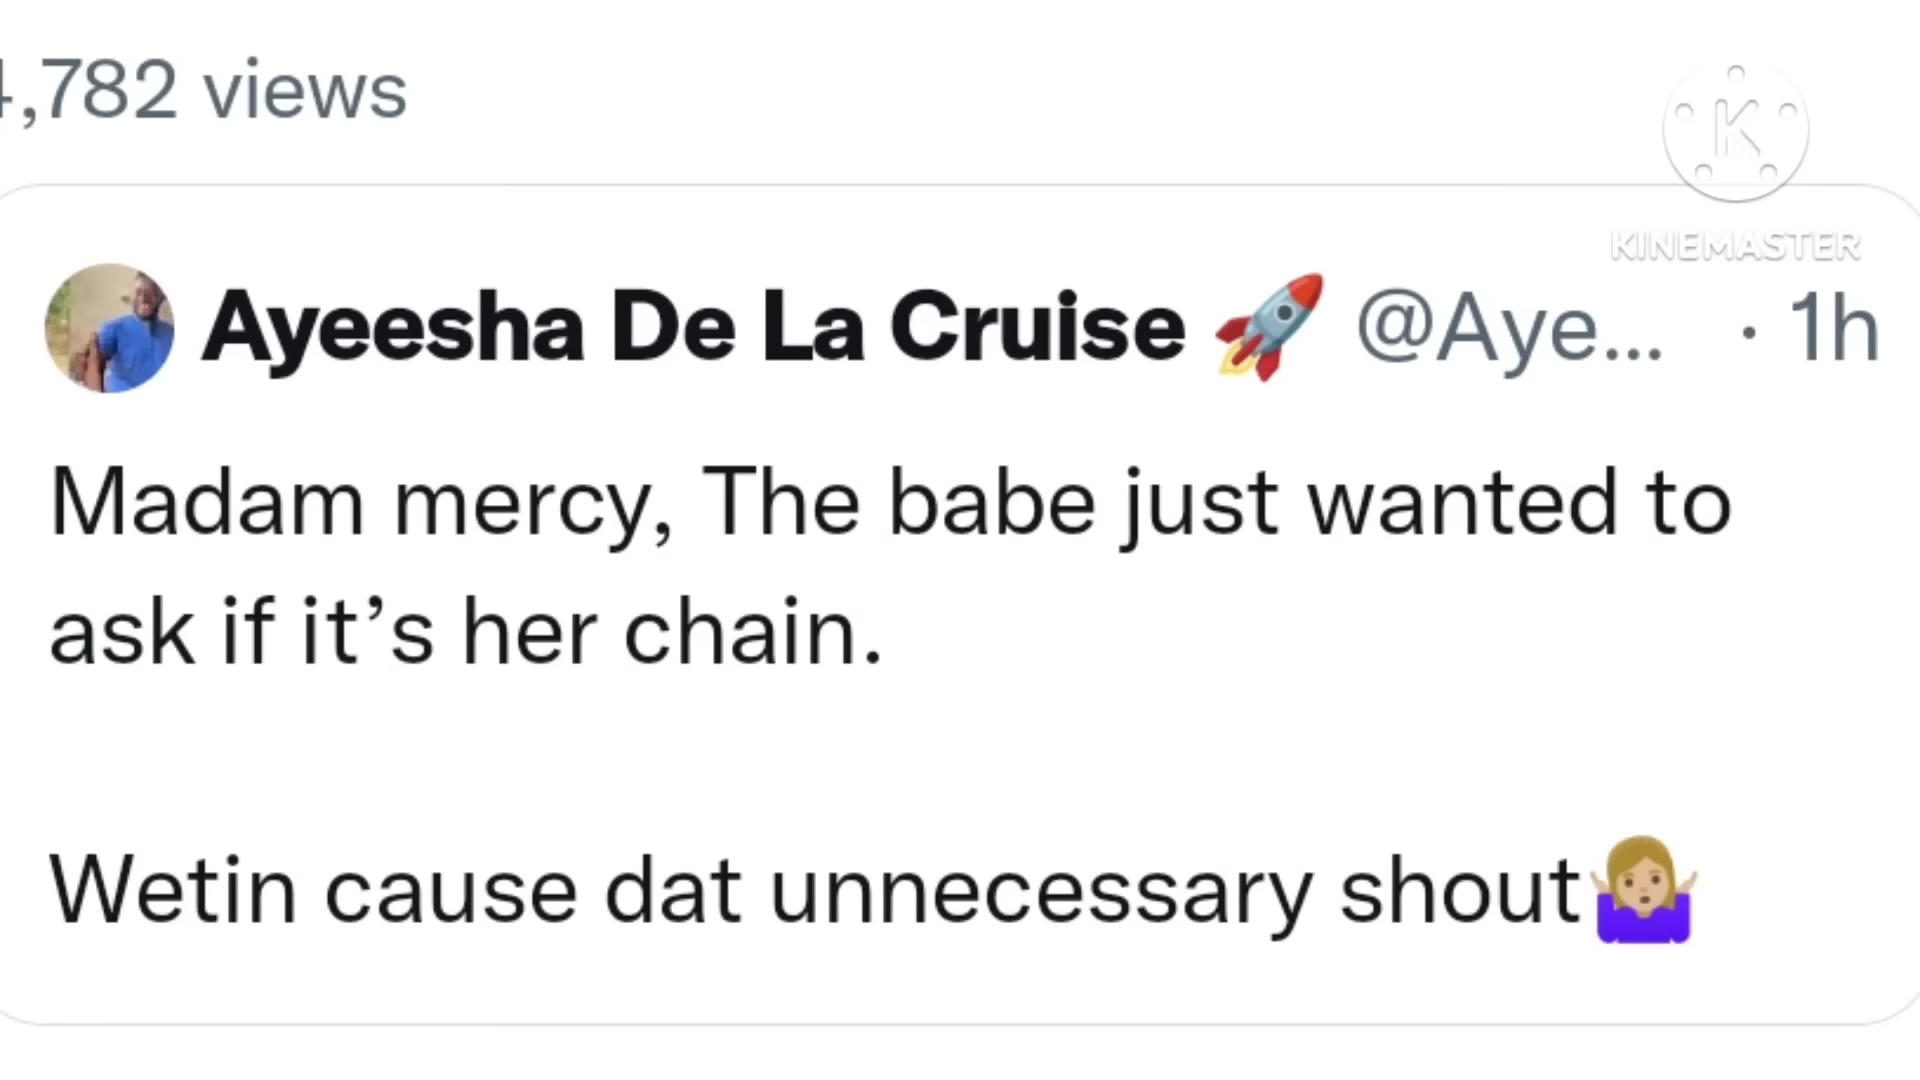 ,782 views
KINEMASTER
Ayeesha De La Cruise 🚀 @Aye... · 1h
Madam mercy, The babe just wanted to
ask if it’s her chain.
Wetin cause dat unnecessary shout🤷🏼‍♀️